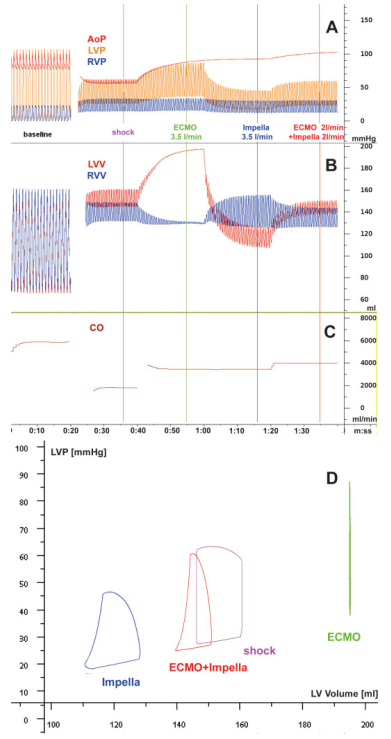 A
AoP
LVP
RVP
150
100
50
0
mmHg
baseline
shock
ECMO
3.5 l/min
Impella
3.5 l/min
ECMO 2l/min
+Impella 2l/min
B
LVV
RVV
200
180
160
140
120
100
80
60
ml
C
CO
8000
6000
4000
2000
0
ml/min
0:10 0:20 0:30 0:40 0:50 1:00 1:10 1:20 1:30 m:ss
LVP [mmHg]
D
100
90
80
70
60
50
40
30
20
10
0
shock
ECMO
ECMO+Impella
Impella
LV Volume [ml]
100 120 140 160 180 200